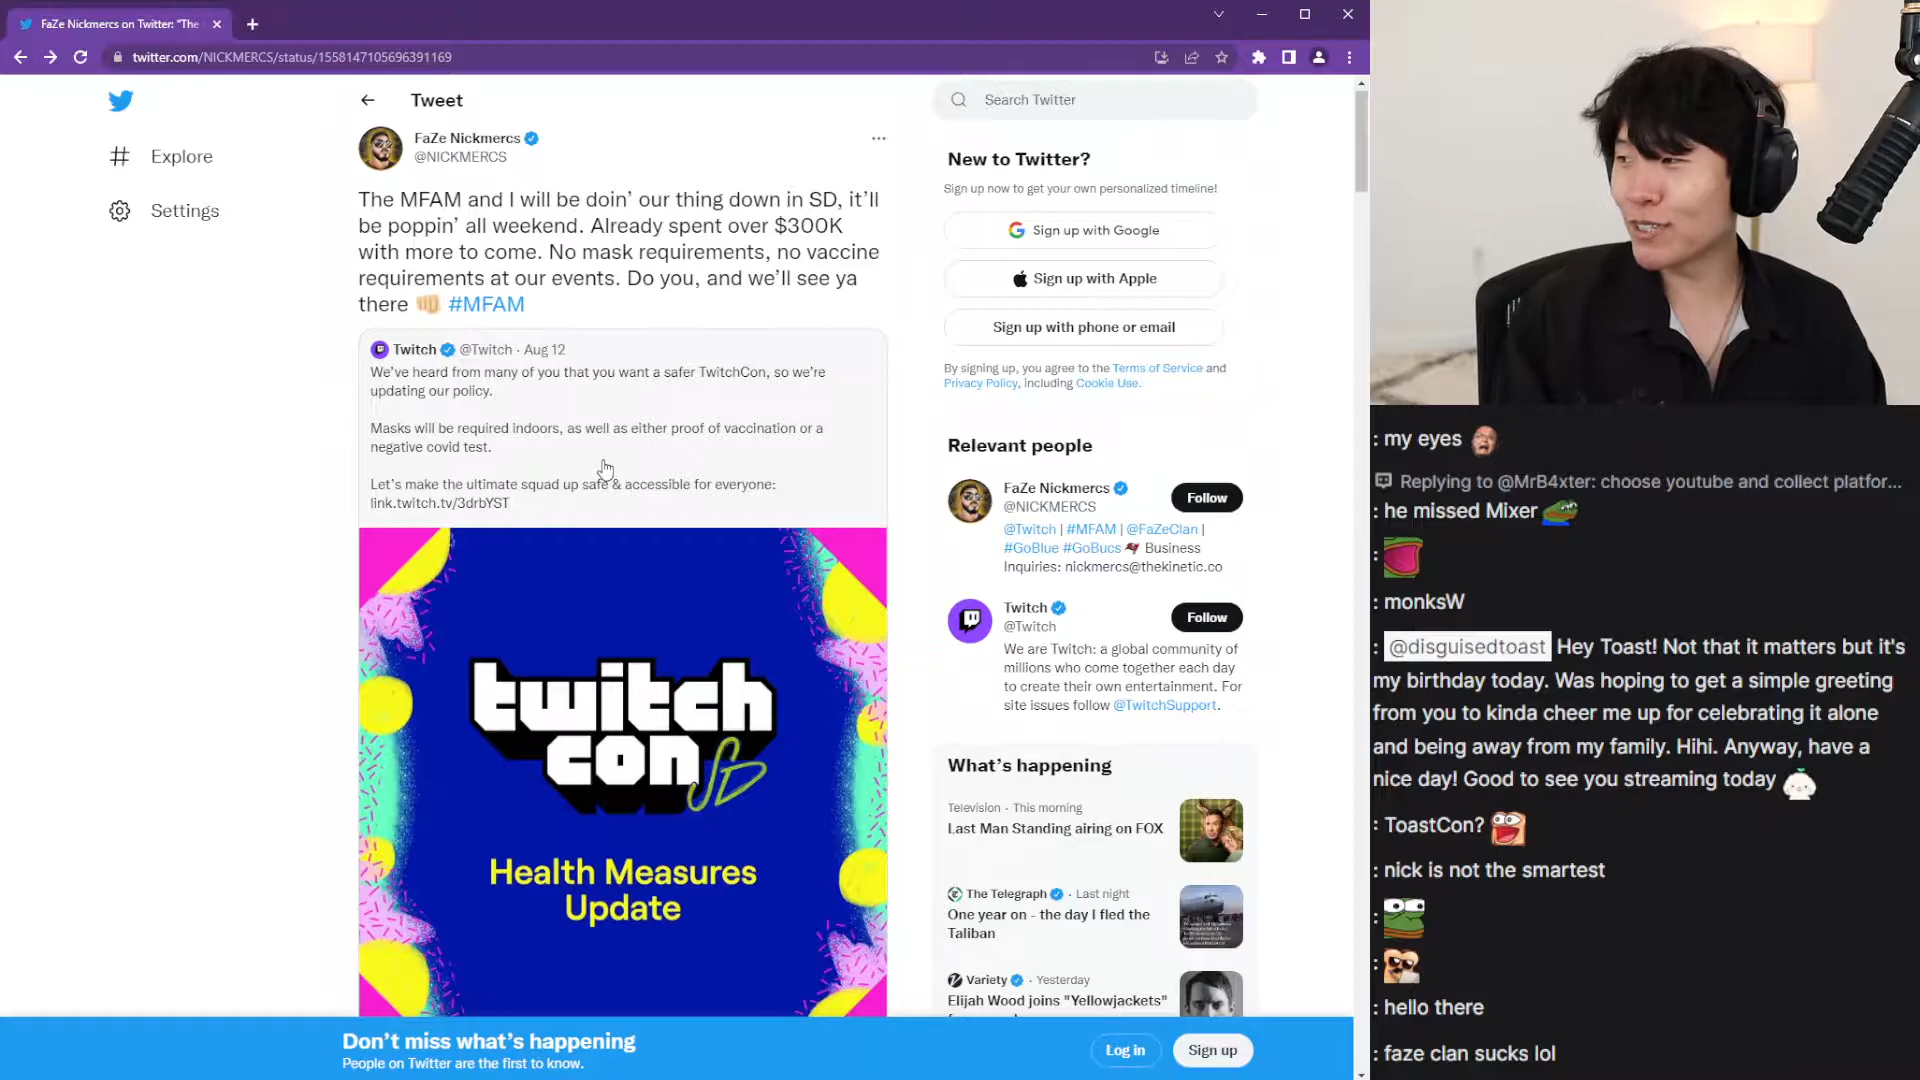 FaZe Nickmercs on Twitter: "The
twitter.com/NICKMERCS/status/1558147105696391169
Explore
Settings
Tweet
FaZe Nickmercs
@NICKMERCS
The MFAM and I will be doin’ our thing down in SD, it’ll
be poppin’ all weekend. Already spent over $300K
with more to come. No mask requirements, no vaccine
requirements at our events. Do you, and we’ll see ya
there 👊🏼 #MFAM
Twitch @Twitch · Aug 12
We’ve heard from many of you that you want a safer TwitchCon, so we’re
updating our policy.
Masks will be required indoors, as well as either proof of vaccination or a
negative covid test.
Let’s make the ultimate squad up safe & accessible for everyone:
link.twitch.tv/3drbYST
twitch
con SD
Health Measures
Update
Search Twitter
New to Twitter?
Sign up now to get your own personalized timeline!
Sign up with Google
Sign up with Apple
Sign up with phone or email
By signing up, you agree to the Terms of Service and
Privacy Policy, including Cookie Use.
Relevant people
FaZe Nickmercs
@NICKMERCS
Follow
@Twitch | #MFAM | @FaZeClan |
#GoBlue #GoBucs Business
Inquiries: nickmercs@thekinetic.co
Twitch
@Twitch
Follow
We are Twitch: a global community of
millions who come together each day
to create their own entertainment. For
site issues follow @TwitchSupport.
What’s happening
Television · This morning
Last Man Standing airing on FOX
The Telegraph · Last night
One year on - the day I fled the
Taliban
Variety · Yesterday
Elijah Wood joins "Yellowjackets"
Don’t miss what’s happening
People on Twitter are the first to know.
Log in
Sign up
: my eyes
Replying to @MrB4xter: choose youtube and collect platfor...
: he missed Mixer
:
: monksW
: @disguisedtoast Hey Toast! Not that it matters but it's
my birthday today. Was hoping to get a simple greeting
from you to kinda cheer me up for celebrating it alone
and being away from my family. Hihi. Anyway, have a
nice day! Good to see you streaming today
: ToastCon?
: nick is not the smartest
:
:
: hello there
: faze clan sucks lol